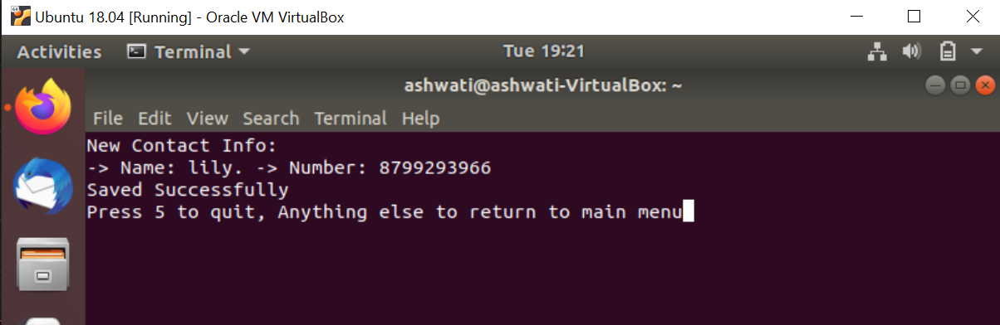 Ubuntu 18.04 [Running] - Oracle VM VirtualBox
Activities Terminal Tue 19:21
ashwati@ashwati-VirtualBox: ~
File Edit View Search Terminal Help
New Contact Info:
-> Name: lily. -> Number: 8799293966
Saved Successfully
Press 5 to quit, Anything else to return to main menu